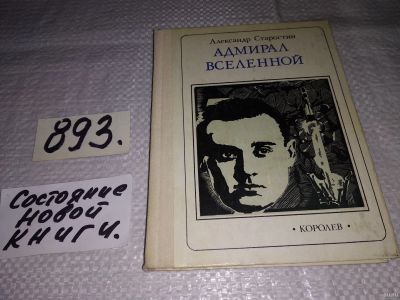 Александр Старостин
АДМИРАЛ
ВСЕЛЕННОЙ
• КОРОЛЕВ •
893.
Состояние
Новой
книги.